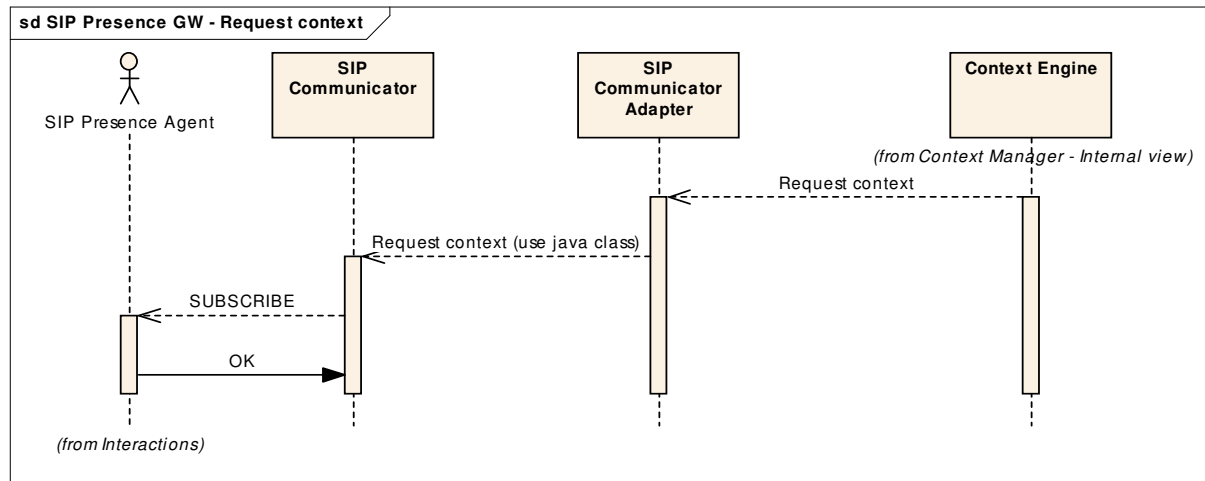 sd SIP Presence GW - Request context
SIP Presence Agent
SIP
Communicator
SIP
Communicator
Adapter
Context Engine
(from Context Manager - Internal view)
Request context
Request context (use java class)
SUBSCRIBE
OK
(from Interactions)